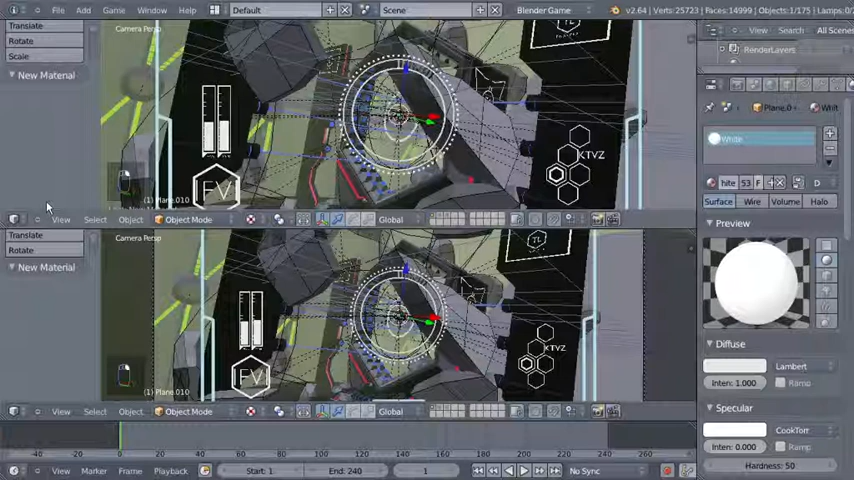 File Add Game Window Help Default Scene Blender Game v2.64 | Verts:25723 | Faces:14999 | Objects:1/175 | Lamps:0/
Translate Camera Persp View Search All Scenes
Rotate RenderLayers
Scale
New Material
Plane.0 Whit
KTVZ White
FV
(1) Plane.010 hite 53 F D
View Select Object Object Mode Global Surface Wire Volume Halo
Translate Camera Persp Preview
Rotate TL
New Material
Diffuse
KTVZ Lambert
FV Inten: 1.000 Ramp
(1) Plane.010
View Select Object Object Mode Global Specular
CookTorr
Inten: 0.000 Ramp
-40 -20 0 20 40 60 80 100 120 140 160 180 200 220 240 260 Hardness: 50
View Marker Frame Playback Start: 1 End: 240 1 No Sync